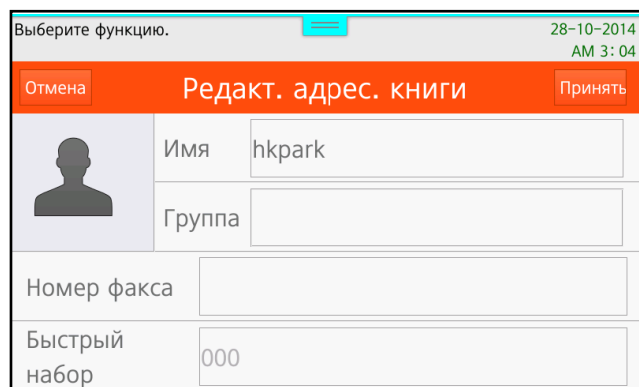 Выберите функцию.
28-10-2014
AM 3:04
Отмена
Редакт. адрес. книги
Принять
Имя
hkpark
Группа
Номер факса
Быстрый
набор
000